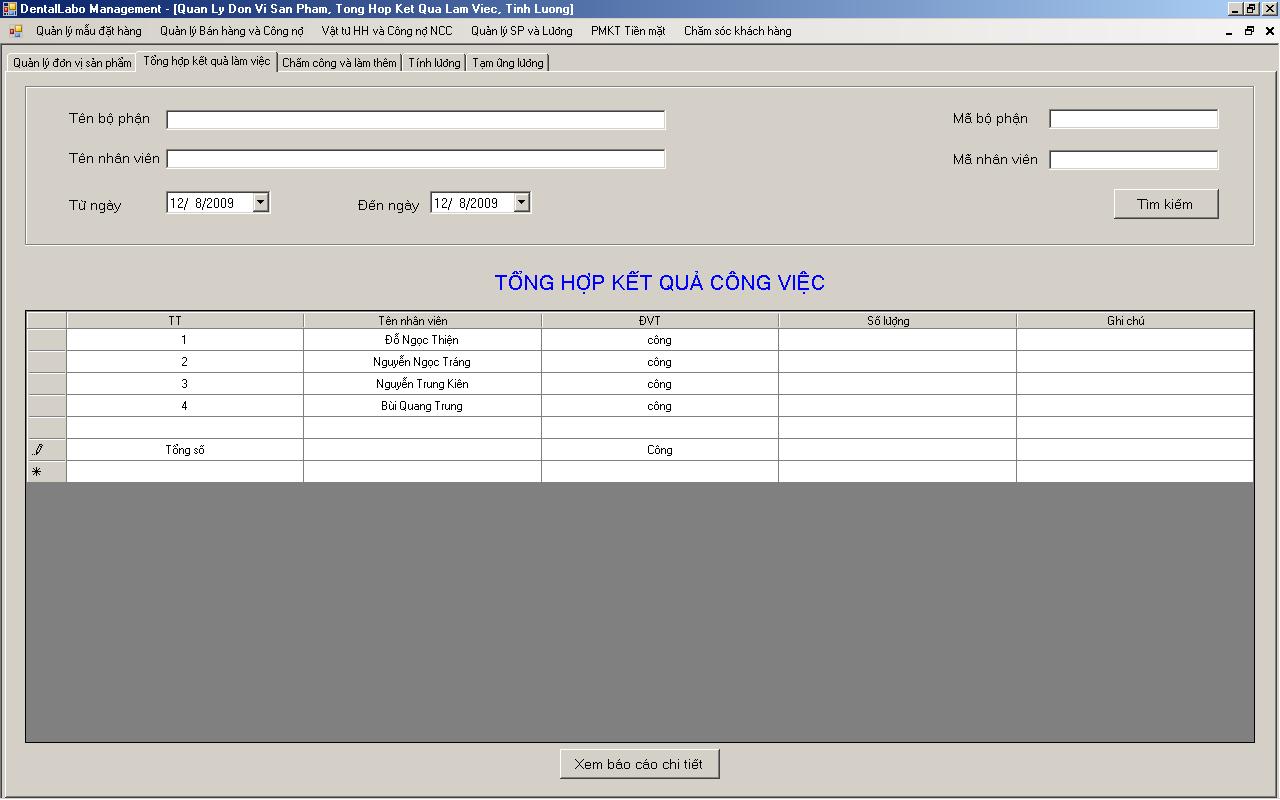 DentalLabo Management - [Quan Ly Don Vi San Pham, Tong Hop Ket Qua Lam Viec, Tinh Luong]
Quản lý mẫu đặt hàng Quản lý Bán hàng và Công nợ Vật tư HH và Công nợ NCC Quản lý SP và Lương PMKT Tiền mặt Chăm sóc khách hàng
Quản lý đơn vị sản phẩm Tổng hợp kết quả làm việc Chấm công và làm thêm Tính lương Tạm ứng lương
Tên bộ phận Mã bộ phận
Tên nhân viên Mã nhân viên
Từ ngày 12/ 8/2009 Đến ngày 12/ 8/2009 Tìm kiếm
TỔNG HỢP KẾT QUẢ CÔNG VIỆC
TT Tên nhân viên ĐVT Số lượng Ghi chú
1 Đỗ Ngọc Thiện công
2 Nguyễn Ngọc Tráng công
3 Nguyễn Trung Kiên công
4 Bùi Quang Trung công
Tổng số Công
Xem báo cáo chi tiết